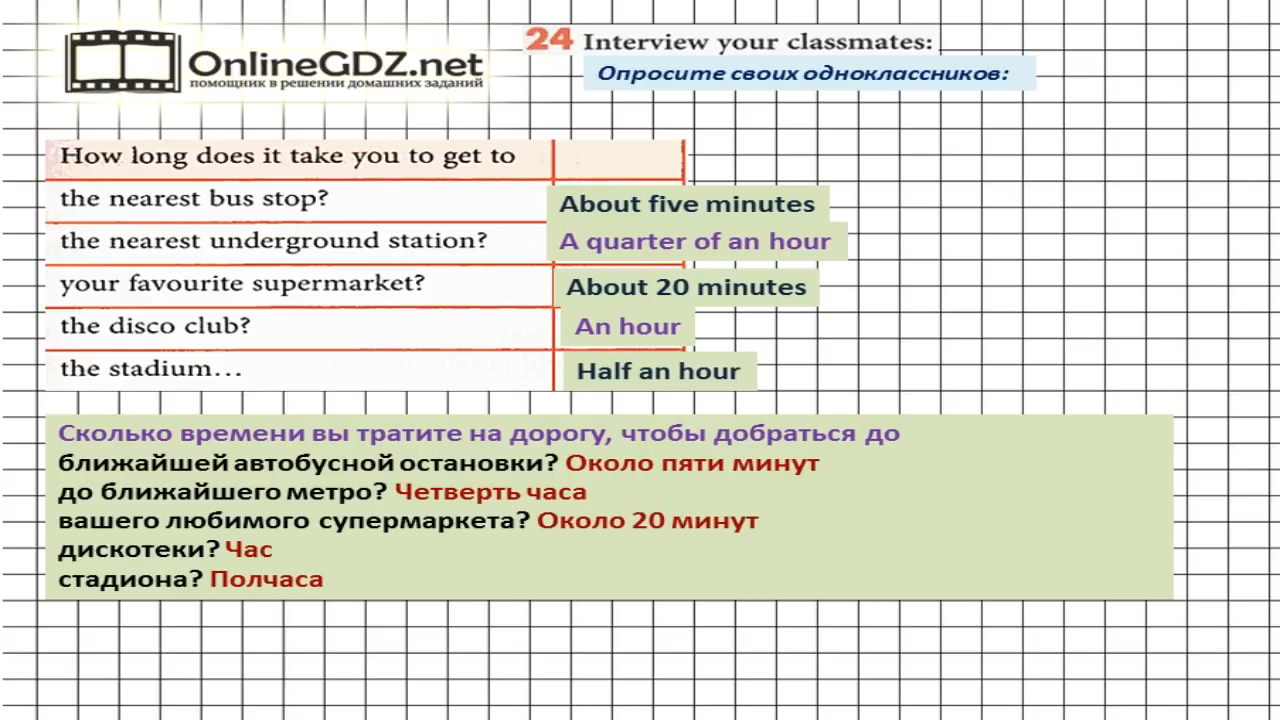 OnlineGDZ.net
помощник в решении домашних заданий
24 Interview your classmates:
Опросите своих одноклассников:
How long does it take you to get to
the nearest bus stop? About five minutes
the nearest underground station? A quarter of an hour
your favourite supermarket? About 20 minutes
the disco club? An hour
the stadium... Half an hour
Сколько времени вы тратите на дорогу, чтобы добраться до
ближайшей автобусной остановки? Около пяти минут
до ближайшего метро? Четверть часа
вашего любимого супермаркета? Около 20 минут
дискотеки? Час
стадиона? Полчаса